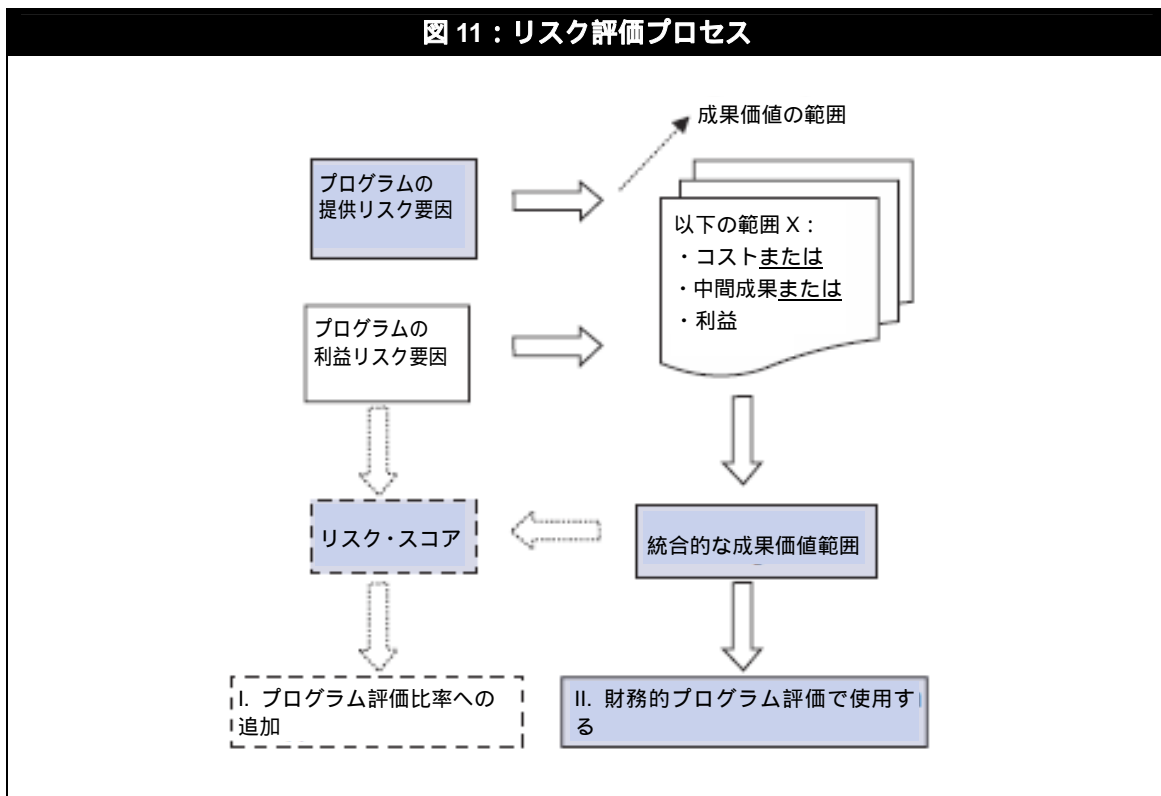 図 11：リスク評価プロセス
成果価値の範囲
プログラムの
提供リスク要因
以下の範囲 X：
・コストまたは
・中間成果または
・利益
プログラムの
利益リスク要因
リスク・スコア
統合的な成果価値範囲
I. プログラム評価比率への
追加
II. 財務的プログラム評価で使用す
る